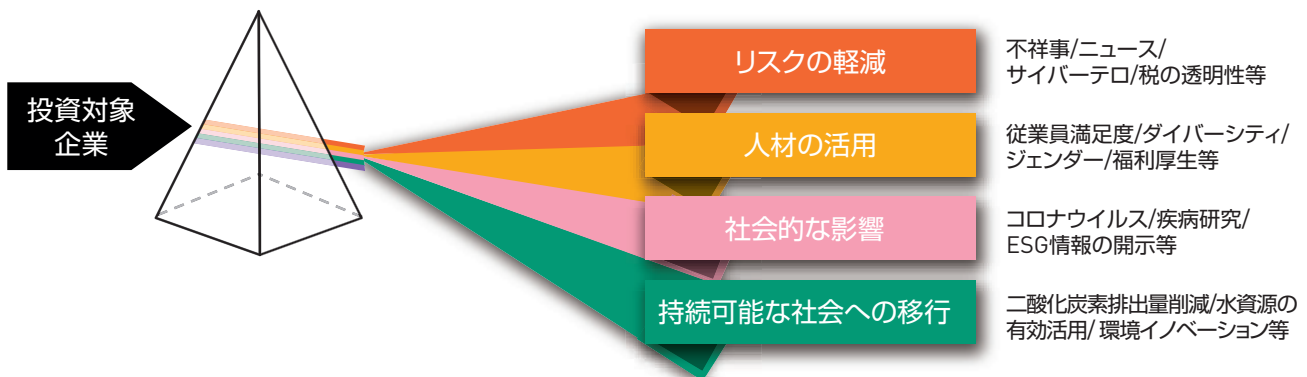 投資対象
企業
リスクの軽減
不祥事/ニュース/
サイバーテロ/税の透明性等
人材の活用
従業員満足度/ダイバーシティ/
ジェンダー/福利厚生等
社会的な影響
コロナウイルス/疾病研究/
ESG情報の開示等
持続可能な社会への移行
二酸化炭素排出量削減/水資源の
有効活用/環境イノベーション等